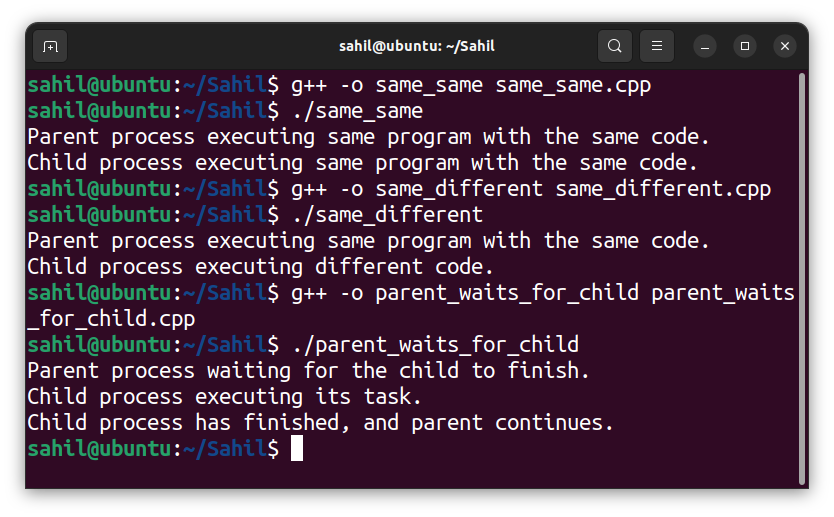 sahil@ubuntu: ~/Sahil
sahil@ubuntu:~/Sahil$ g++ -o same_same same_same.cpp
sahil@ubuntu:~/Sahil$ ./same_same
Parent process executing same program with the same code.
Child process executing same program with the same code.
sahil@ubuntu:~/Sahil$ g++ -o same_different same_different.cpp
sahil@ubuntu:~/Sahil$ ./same_different
Parent process executing same program with the same code.
Child process executing different code.
sahil@ubuntu:~/Sahil$ g++ -o parent_waits_for_child parent_waits
_for_child.cpp
sahil@ubuntu:~/Sahil$ ./parent_waits_for_child
Parent process waiting for the child to finish.
Child process executing its task.
Child process has finished, and parent continues.
sahil@ubuntu:~/Sahil$